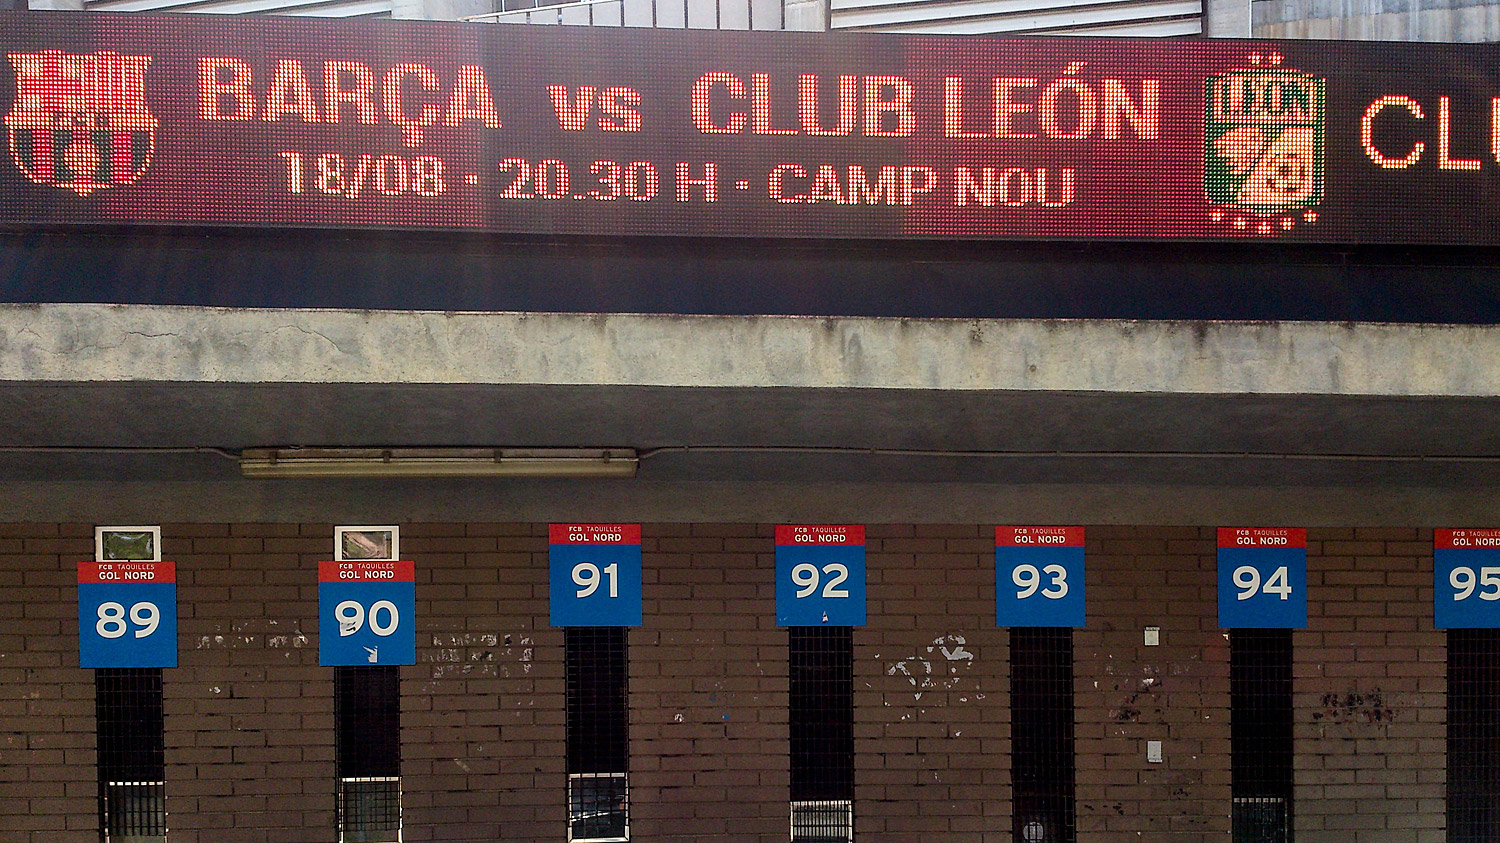 BARÇA vs CLUB LEÓN
18/08 · 20.30 H - CAMP NOU
LEON
CLU
FCB TAQUILLES
GOL NORD
89
FCB TAQUILLES
GOL NORD
90
FCB TAQUILLES
GOL NORD
91
FCB TAQUILLES
GOL NORD
92
FCB TAQUILLES
GOL NORD
93
FCB TAQUILLES
GOL NORD
94
FCB TAQUILLES
GOL NORD
95